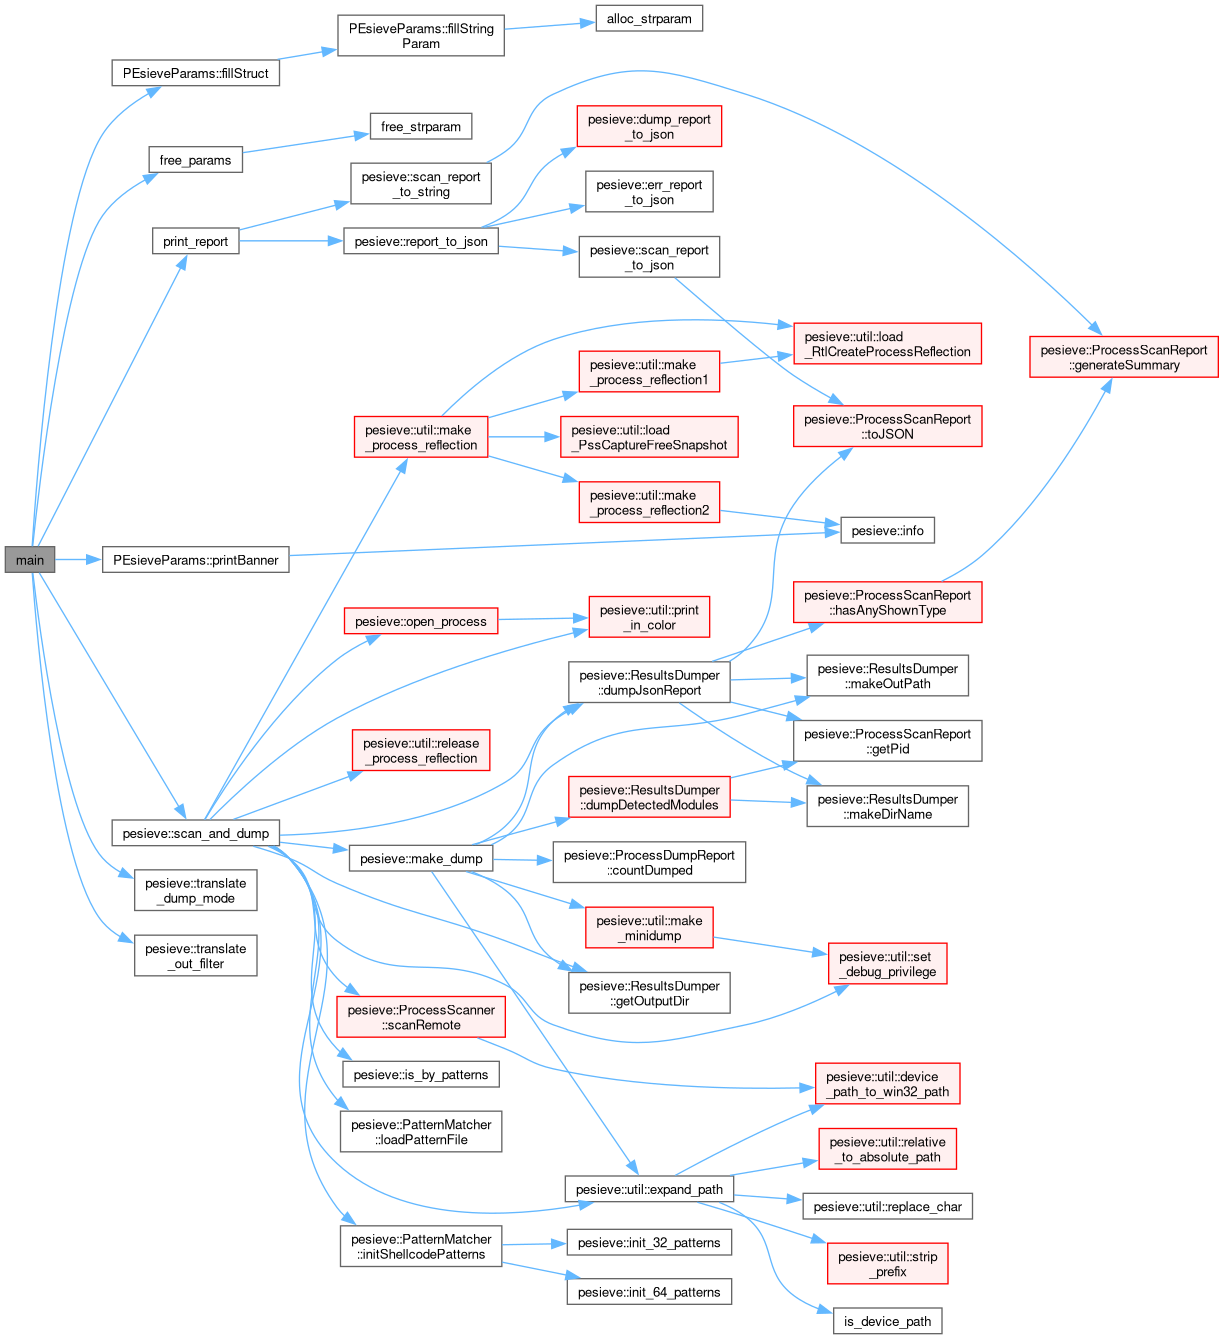 alloc_strparam
PEsieveParams::fillString
Param
PEsieveParams::fillStruct
free_strparam
pesieve::dump_report
_to_json
free_params
pesieve::scan_report
_to_string
pesieve::err_report
_to_json
print_report
pesieve::report_to_json
pesieve::scan_report
_to_json
pesieve::util::load
_RtlCreateProcessReflection
pesieve::ProcessScanReport
::generateSummary
pesieve::util::make
_process_reflection1
pesieve::util::make
_process_reflection
pesieve::util::load
_PssCaptureFreeSnapshot
pesieve::ProcessScanReport
::toJSON
pesieve::util::make
_process_reflection2
pesieve::info
main
PEsieveParams::printBanner
pesieve::ProcessScanReport
::hasAnyShownType
pesieve::open_process
pesieve::util::print
_in_color
pesieve::ResultsDumper
::dumpJsonReport
pesieve::ResultsDumper
::makeOutPath
pesieve::util::release
_process_reflection
pesieve::ProcessScanReport
::getPid
pesieve::ResultsDumper
::dumpDetectedModules
pesieve::ResultsDumper
::makeDirName
pesieve::scan_and_dump
pesieve::make_dump
pesieve::ProcessDumpReport
::countDumped
pesieve::translate
_dump_mode
pesieve::util::make
_minidump
pesieve::translate
_out_filter
pesieve::util::set
_debug_privilege
pesieve::ResultsDumper
::getOutputDir
pesieve::ProcessScanner
::scanRemote
pesieve::is_by_patterns
pesieve::util::device
_path_to_win32_path
pesieve::PatternMatcher
::loadPatternFile
pesieve::util::relative
_to_absolute_path
pesieve::util::expand_path
pesieve::util::replace_char
pesieve::PatternMatcher
::initShellcodePatterns
pesieve::init_32_patterns
pesieve::util::strip
_prefix
pesieve::init_64_patterns
is_device_path